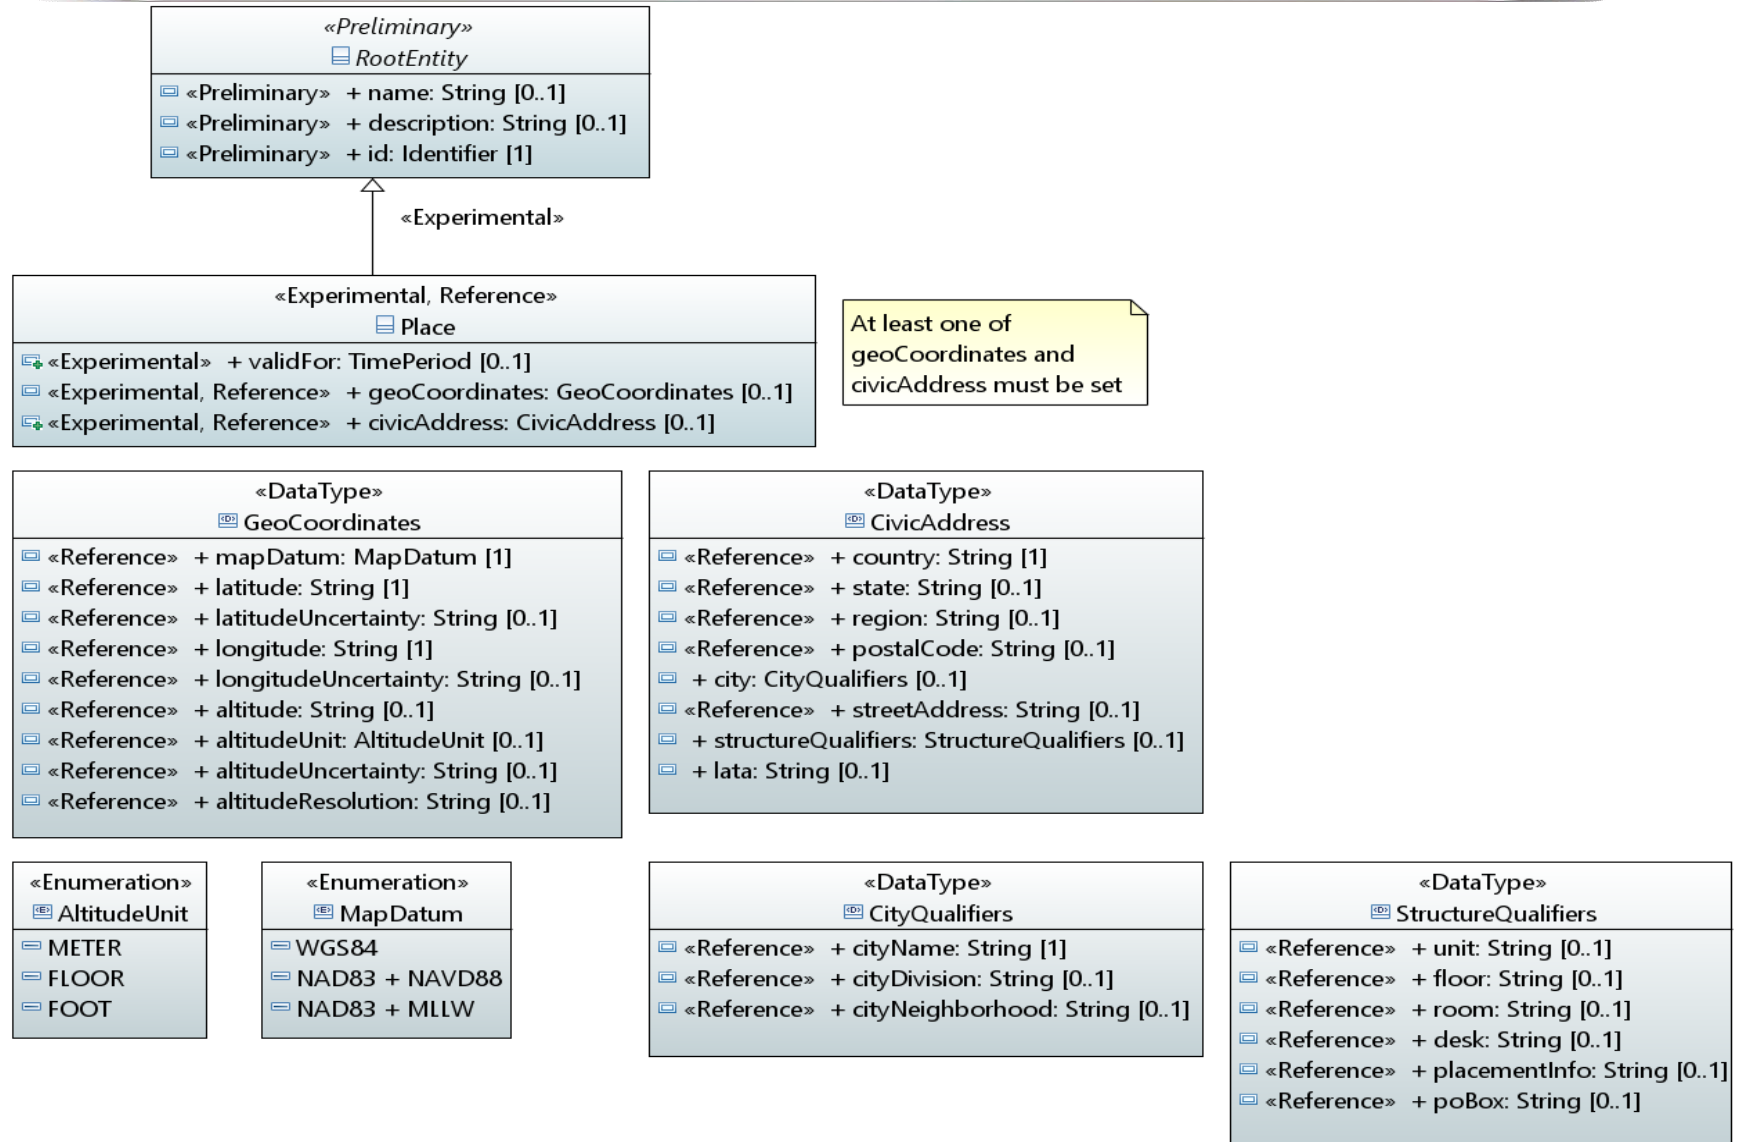 «Preliminary»
RootEntity
«Preliminary» + name: String [0..1]
«Preliminary» + description: String [0..1]
«Preliminary» + id: Identifier [1]
«Experimental»
«Experimental, Reference»
Place
«Experimental» + validFor: TimePeriod [0..1]
«Experimental, Reference» + geoCoordinates: GeoCoordinates [0..1]
«Experimental, Reference» + civicAddress: CivicAddress [0..1]
At least one of
geoCoordinates and
civicAddress must be set
«DataType»
GeoCoordinates
«Reference» + mapDatum: MapDatum [1]
«Reference» + latitude: String [1]
«Reference» + latitudeUncertainty: String [0..1]
«Reference» + longitude: String [1]
«Reference» + longitudeUncertainty: String [0..1]
«Reference» + altitude: String [0..1]
«Reference» + altitudeUnit: AltitudeUnit [0..1]
«Reference» + altitudeUncertainty: String [0..1]
«Reference» + altitudeResolution: String [0..1]
«DataType»
CivicAddress
«Reference» + country: String [1]
«Reference» + state: String [0..1]
«Reference» + region: String [0..1]
«Reference» + postalCode: String [0..1]
+ city: CityQualifiers [0..1]
«Reference» + streetAddress: String [0..1]
+ structureQualifiers: StructureQualifiers [0..1]
+ lata: String [0..1]
«Enumeration»
AltitudeUnit
METER
FLOOR
FOOT
«Enumeration»
MapDatum
WGS84
NAD83 + NAVD88
NAD83 + MLLW
«DataType»
CityQualifiers
«Reference» + cityName: String [1]
«Reference» + cityDivision: String [0..1]
«Reference» + cityNeighborhood: String [0..1]
«DataType»
StructureQualifiers
«Reference» + unit: String [0..1]
«Reference» + floor: String [0..1]
«Reference» + room: String [0..1]
«Reference» + desk: String [0..1]
«Reference» + placementInfo: String [0..1]
«Reference» + poBox: String [0..1]